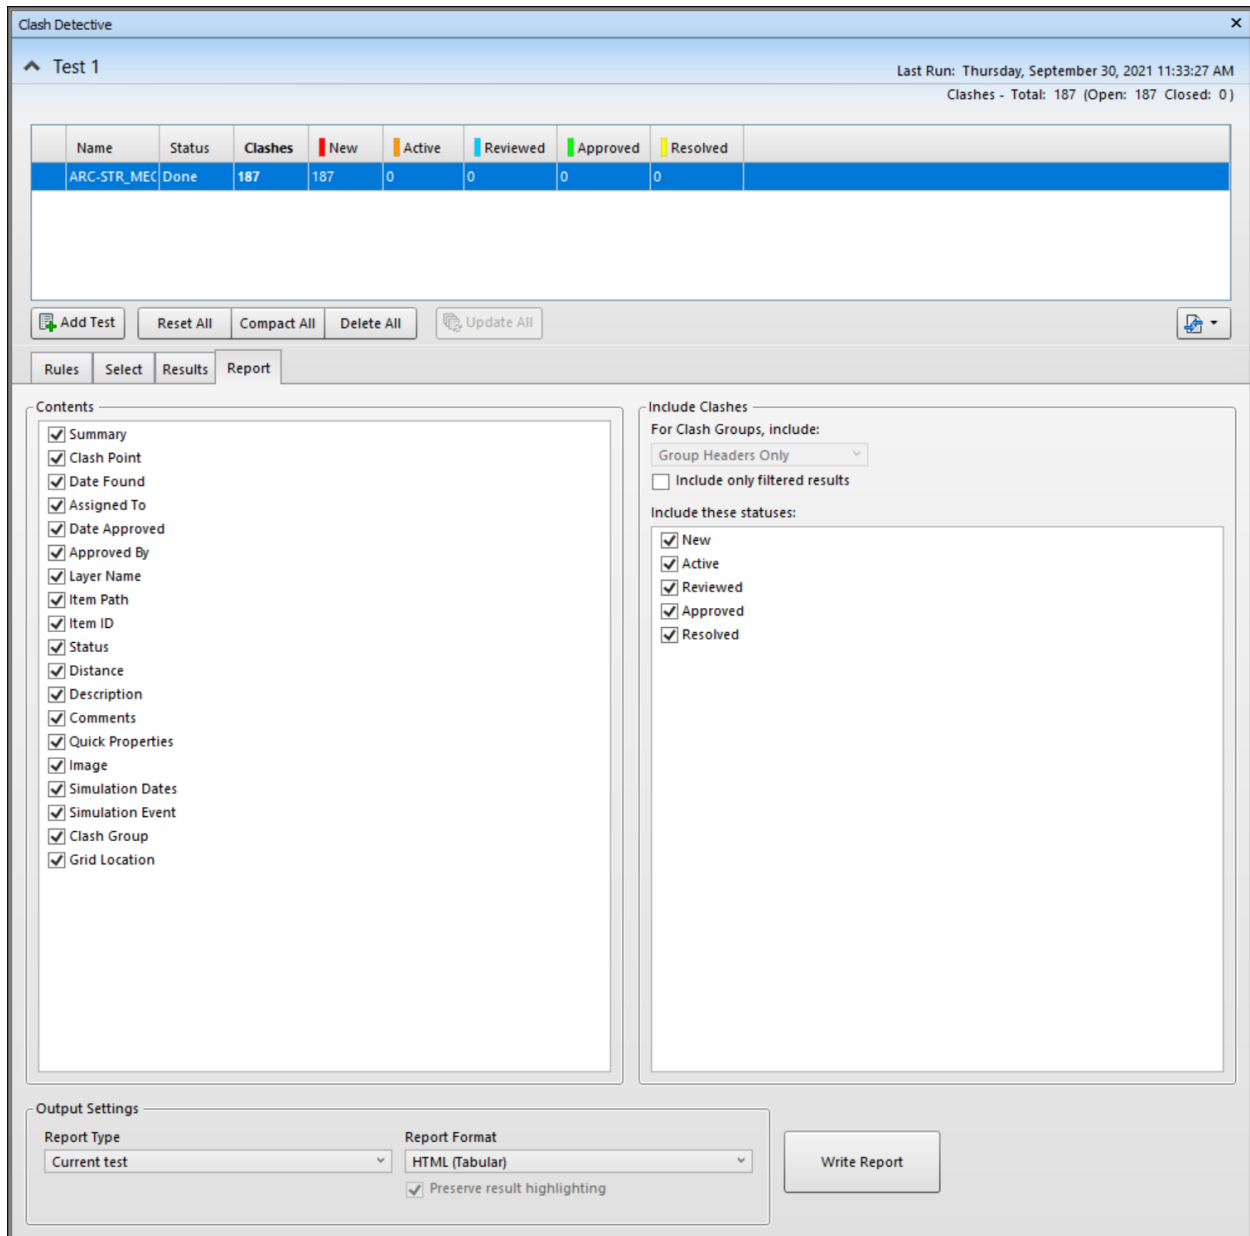 Clash Detective
Test 1
Last Run: Thursday, September 30, 2021 11:33:27 AM
Clashes - Total: 187 (Open: 187 Closed: 0)
Name Status Clashes New Active Reviewed Approved Resolved
ARC-STR_MEC Done 187 187 0 0 0 0
Add Test Reset All Compact All Delete All Update All
Rules Select Results Report
Contents
Summary
Clash Point
Date Found
Assigned To
Date Approved
Approved By
Layer Name
Item Path
Item ID
Status
Distance
Description
Comments
Quick Properties
Image
Simulation Dates
Simulation Event
Clash Group
Grid Location
Include Clashes
For Clash Groups, include:
Group Headers Only
Include only filtered results
Include these statuses:
New
Active
Reviewed
Approved
Resolved
Output Settings
Report Type
Current test
Report Format
HTML (Tabular)
Preserve result highlighting
Write Report